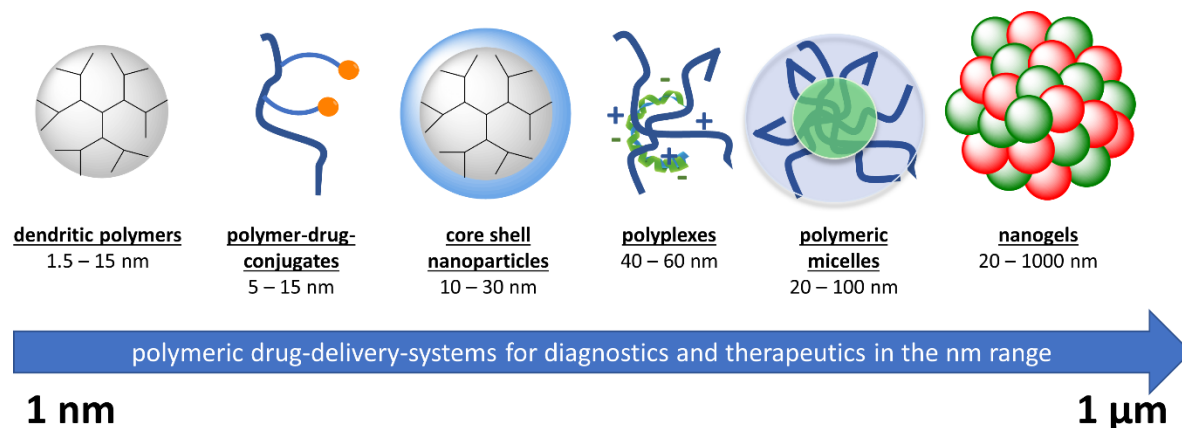 +
+
+
-
-
-
dendritic polymers
1.5 – 15 nm
polymer-drug-
conjugates
5 – 15 nm
core shell
nanoparticles
10 – 30 nm
polyplexes
40 – 60 nm
polymeric
micelles
20 – 100 nm
nanogels
20 – 1000 nm
polymeric drug-delivery-systems for diagnostics and therapeutics in the nm range
1 nm
1 µm